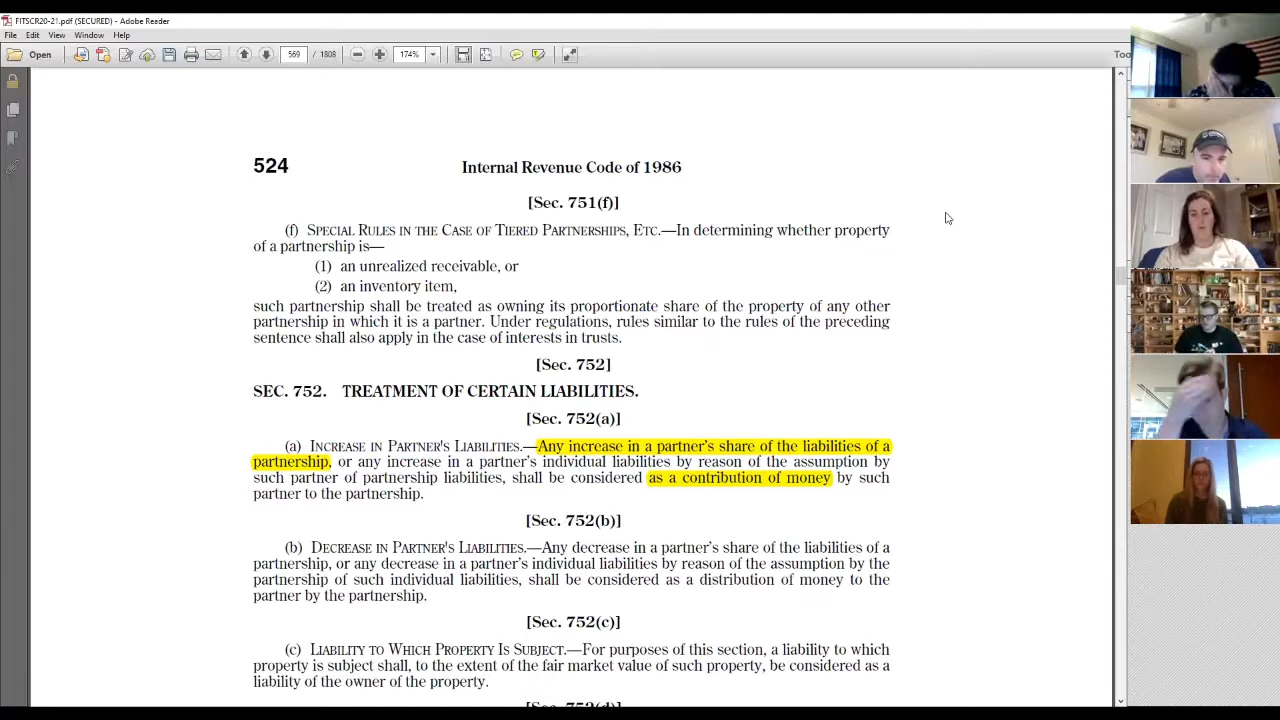 FITSCR20-21.pdf (SECURED) - Adobe Reader
File Edit View Window Help
Open 569 / 1808 174% Too
524 Internal Revenue Code of 1986
[Sec. 751(f)]
(f) SPECIAL RULES IN THE CASE OF TIERED PARTNERSHIPS, ETC.—In determining whether property
of a partnership is—
(1) an unrealized receivable, or
(2) an inventory item,
such partnership shall be treated as owning its proportionate share of the property of any other
partnership in which it is a partner. Under regulations, rules similar to the rules of the preceding
sentence shall also apply in the case of interests in trusts.
[Sec. 752]
SEC. 752. TREATMENT OF CERTAIN LIABILITIES.
[Sec. 752(a)]
(a) INCREASE IN PARTNER'S LIABILITIES.—Any increase in a partner's share of the liabilities of a
partnership, or any increase in a partner's individual liabilities by reason of the assumption by
such partner of partnership liabilities, shall be considered as a contribution of money by such
partner to the partnership.
[Sec. 752(b)]
(b) DECREASE IN PARTNER'S LIABILITIES.—Any decrease in a partner's share of the liabilities of a
partnership, or any decrease in a partner's individual liabilities by reason of the assumption by the
partnership of such individual liabilities, shall be considered as a distribution of money to the
partner by the partnership.
[Sec. 752(c)]
(c) LIABILITY TO WHICH PROPERTY IS SUBJECT.—For purposes of this section, a liability to which
property is subject shall, to the extent of the fair market value of such property, be considered as a
liability of the owner of the property.
[Sec. 752(d)]